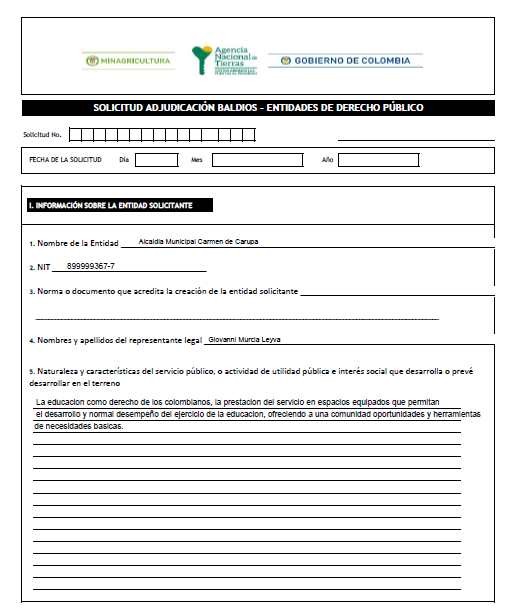 MINAGRICULTURA
Agencia
Nacional de
Tierras
GOBIERNO DE COLOMBIA
SOLICITUD ADJUDICACIÓN BALDIOS - ENTIDADES DE DERECHO PÚBLICO
Solicitud No.
FECHA DE LA SOLICITUD Día Mes Año
I. INFORMACIÓN SOBRE LA ENTIDAD SOLICITANTE
1. Nombre de la Entidad Alcaldia Municipal Carmen de Carupa
2. NIT 899999367-7
3. Norma o documento que acredita la creación de la entidad solicitante
4. Nombres y apellidos del representante legal Giovanni Murcia Leyva
5. Naturaleza y características del servicio público, o actividad de utilidad pública e interés social que desarrolla o prevé
desarrollar en el terreno
La educacion como derecho de los colombianos, la prestacion del servicio en espacios equipados que permitan
el desarrollo y normal desempeño del ejercicio de la educacion, ofreciendo a una comunidad oportunidades y herramientas
de necesidades basicas.